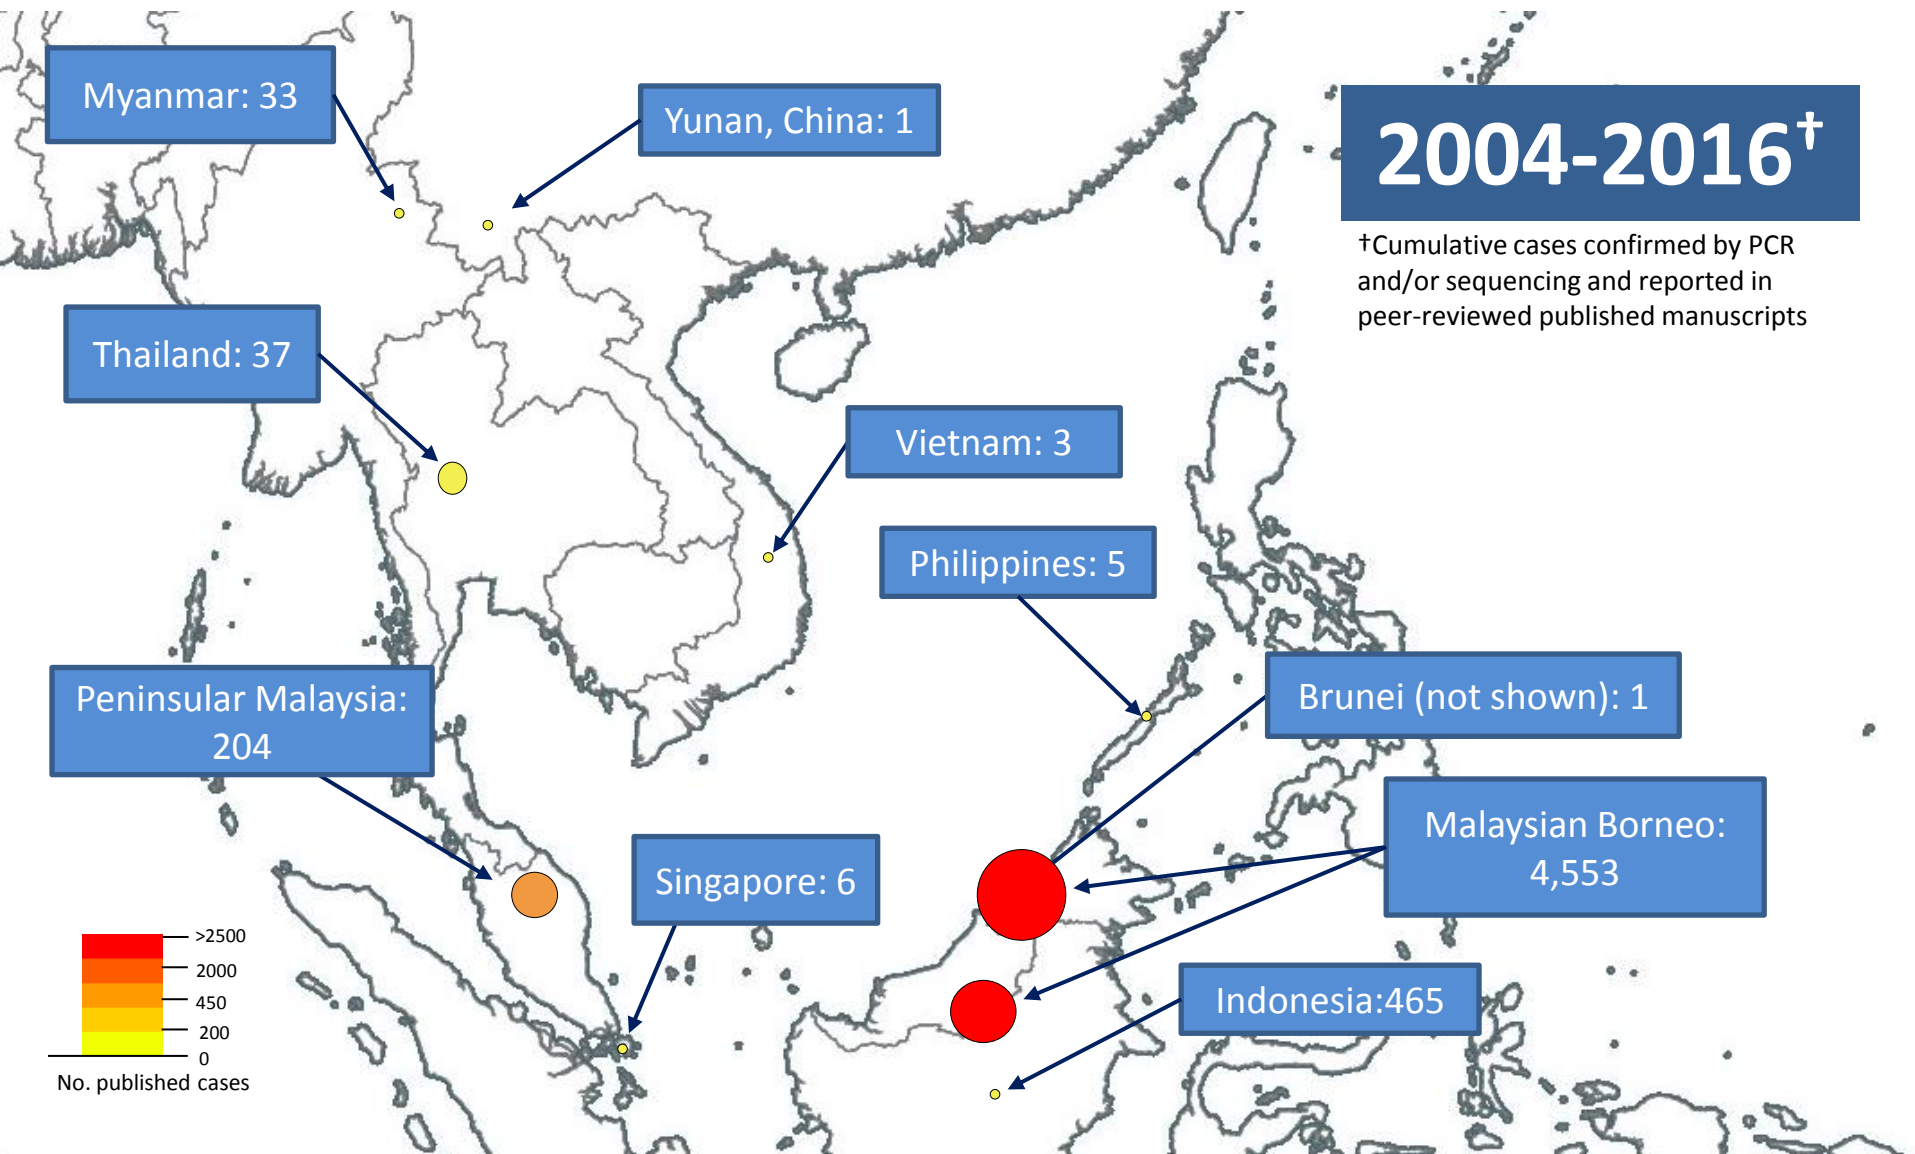 Myanmar: 33
Yunan, China: 1
2004-2016†
†Cumulative cases confirmed by PCR
and/or sequencing and reported in
peer-reviewed published manuscripts
Thailand: 37
Vietnam: 3
Philippines: 5
Peninsular Malaysia:
204
Brunei (not shown): 1
Malaysian Borneo:
4,553
Singapore: 6
Indonesia:465
>2500
2000
450
200
0
No. published cases